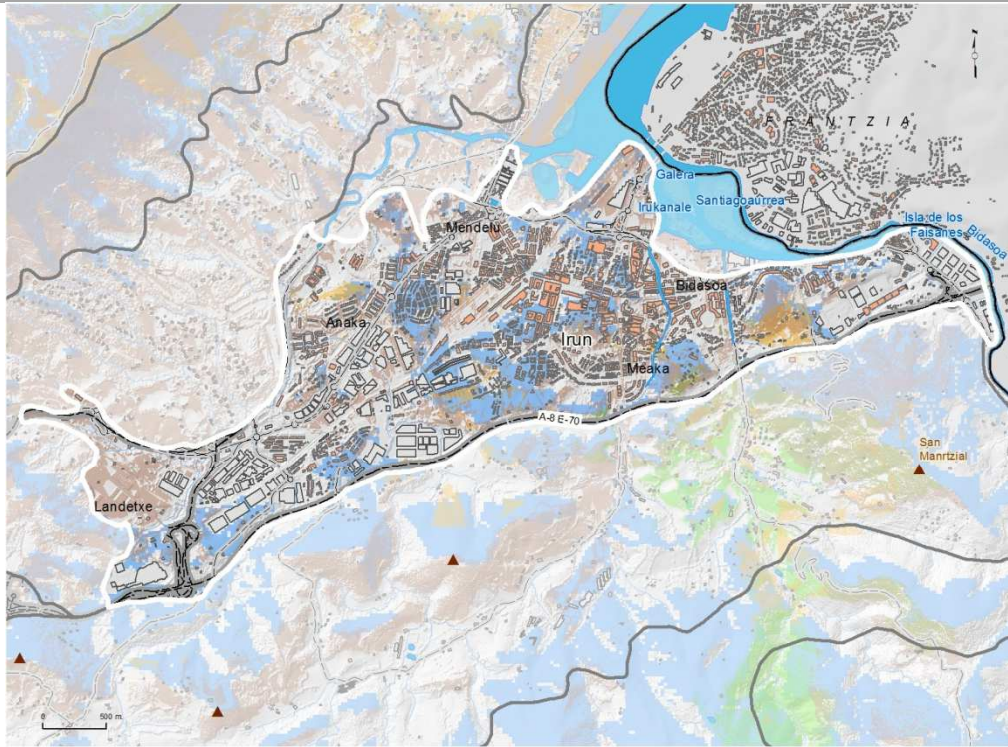 FRANTZIA
Galera
Irukanale
Santiagoaurrea
Isla de los
Faisanes
Bidasoa
Mendelu
Bidasoa
Anaka
Irun
Meaka
A-8 E-70
San
Manrtzial
Landetxe
0 500 m.